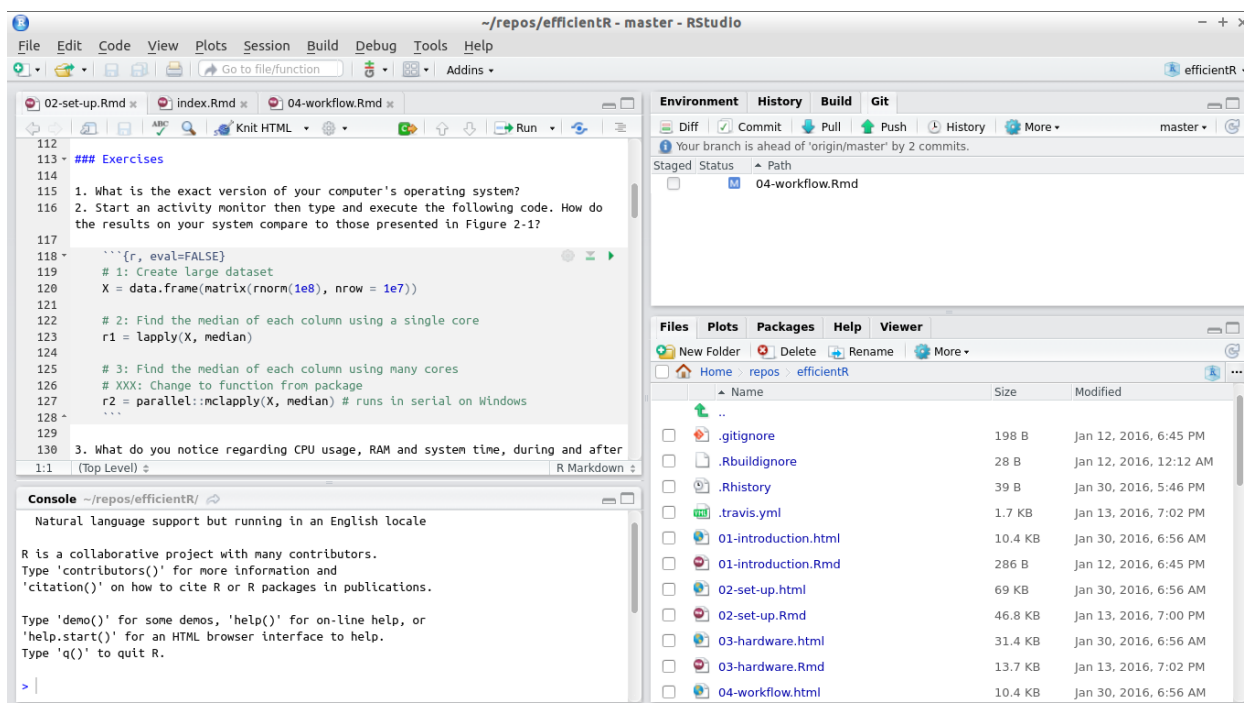 ~/repos/efficientR - master - RStudio
File Edit Code View Plots Session Build Debug Tools Help
Go to file/function Addins efficientR
02-set-up.Rmd index.Rmd 04-workflow.Rmd
ABC Knit HTML Run
112
113 ### Exercises
114
115 1. What is the exact version of your computer's operating system?
116 2. Start an activity monitor then type and execute the following code. How do
the results on your system compare to those presented in Figure 2-1?
117
118 ```{r, eval=FALSE}
119 # 1: Create large dataset
120 X = data.frame(matrix(rnorm(1e8), nrow = 1e7))
121
122 # 2: Find the median of each column using a single core
123 r1 = lapply(X, median)
124
125 # 3: Find the median of each column using many cores
126 # XXX: Change to function from package
127 r2 = parallel::mclapply(X, median) # runs in serial on Windows
128 ```
129
130 3. What do you notice regarding CPU usage, RAM and system time, during and after
1:1 (Top Level) R Markdown
Console ~/repos/efficientR/
Natural language support but running in an English locale
R is a collaborative project with many contributors.
Type 'contributors()' for more information and
'citation()' on how to cite R or R packages in publications.
Type 'demo()' for some demos, 'help()' for on-line help, or
'help.start()' for an HTML browser interface to help.
Type 'q()' to quit R.
>
Environment History Build Git
Diff Commit Pull Push History More master
Your branch is ahead of 'origin/master' by 2 commits.
Staged Status Path
M 04-workflow.Rmd
Files Plots Packages Help Viewer
New Folder Delete Rename More
Home repos efficientR ...
Name Size Modified
..
.gitignore 198 B Jan 12, 2016, 6:45 PM
.Rbuildignore 28 B Jan 12, 2016, 12:12 AM
.Rhistory 39 B Jan 30, 2016, 5:46 PM
.travis.yml 1.7 KB Jan 13, 2016, 7:02 PM
01-introduction.html 10.4 KB Jan 30, 2016, 6:56 AM
01-introduction.Rmd 286 B Jan 12, 2016, 6:45 PM
02-set-up.html 69 KB Jan 30, 2016, 6:56 AM
02-set-up.Rmd 46.8 KB Jan 13, 2016, 7:00 PM
03-hardware.html 31.4 KB Jan 30, 2016, 6:56 AM
03-hardware.Rmd 13.7 KB Jan 13, 2016, 7:02 PM
04-workflow.html 10.4 KB Jan 30, 2016, 6:56 AM